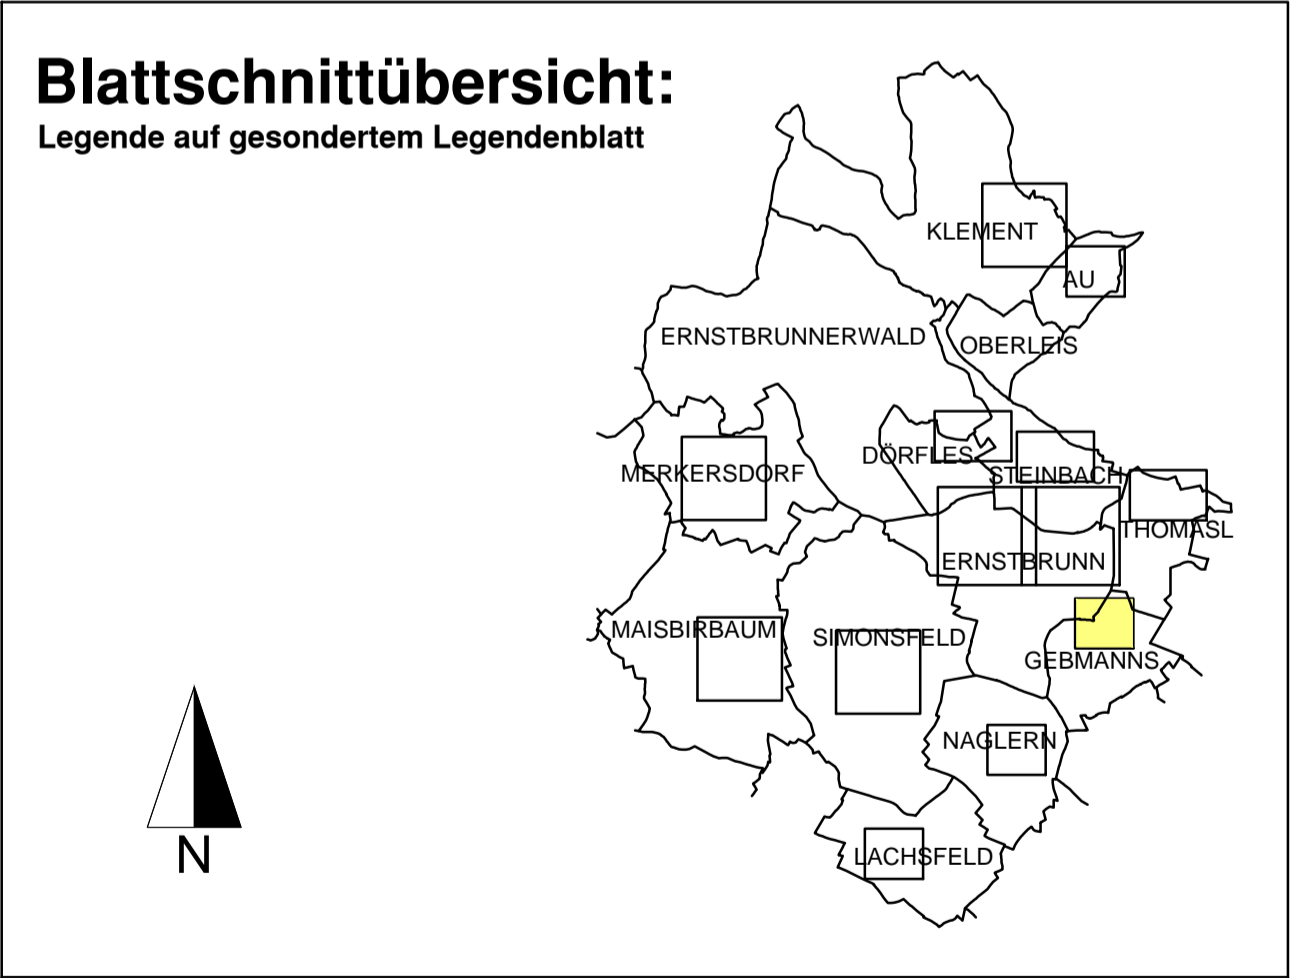 Blattschnittübersicht:
Legende auf gesondertem Legendenblatt
KLEMENT
AU
ERNSTBRUNNERWALD
OBERLEIS
DÖRFLES
MERKERSDORF
STEINBACH
THOMASL
ERNSTBRUNN
MAISBIRBAUM
SIMONSFELD
GEBMANNS
NAGLERN
LACHSFELD
N